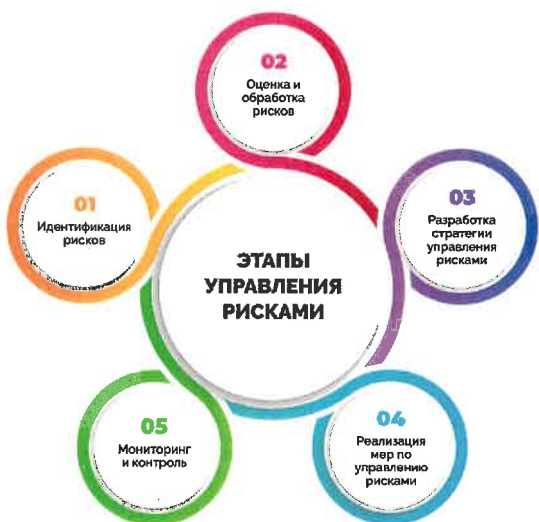 01
Идентификация
рисков
02
Оценка и
обработка
рисков
03
Разработка
стратегии
управления
рисками
04
Реализация
мер по
управлению
рисками
05
Мониторинг
и контроль
ЭТАПЫ
УПРАВЛЕНИЯ
РИСКАМИ